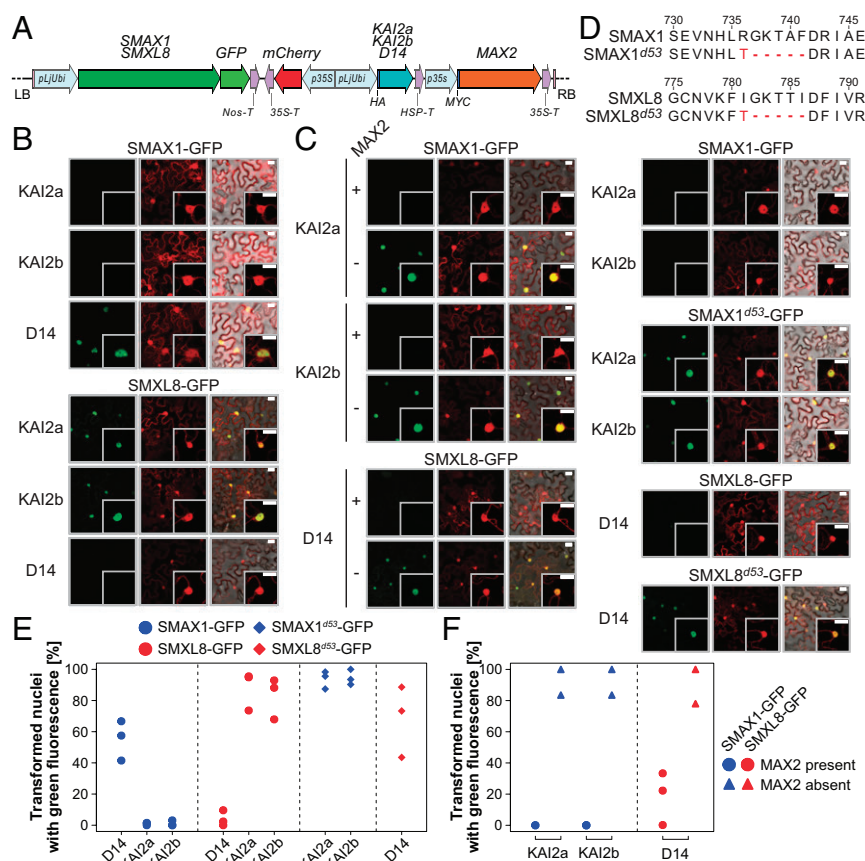 A
SMAX1
SMXL8
GFP
mCherry
KAI2a
KAI2b
D14
MAX2
pLjUbi
p35S
pLjUbi
p35s
LB
RB
Nos-T
35S-T
HA
HSP-T
MYC
35S-T
D
730 735 740 745
SMAX1 SEVNHLRGKTAFDRIAE
SMAX1d53 SEVNHLT-----DRIAE
775 780 785 790
SMXL8 GCNVKFIGKTTIDFIVR
SMXL8d53 GCNVKFT-----DFIVR
B
SMAX1-GFP
KAI2a
KAI2b
D14
SMXL8-GFP
KAI2a
KAI2b
D14
C
MAX2
SMAX1-GFP
KAI2a
+
-
KAI2b
+
-
SMXL8-GFP
D14
+
-
SMAX1-GFP
KAI2a
KAI2b
SMAX1d53-GFP
KAI2a
KAI2b
SMXL8-GFP
D14
SMXL8d53-GFP
D14
E
SMAX1-GFP SMAX1d53-GFP
SMXL8-GFP SMXL8d53-GFP
Transformed nuclei
with green fluorescence [%]
100
80
60
40
20
0
D14 KAI2a KAI2b D14 KAI2a KAI2b KAI2a KAI2b D14
F
Transformed nuclei
with green fluorescence [%]
100
80
60
40
20
0
KAI2a KAI2b D14
SMAX1-GFP
SMXL8-GFP
MAX2 present
MAX2 absent